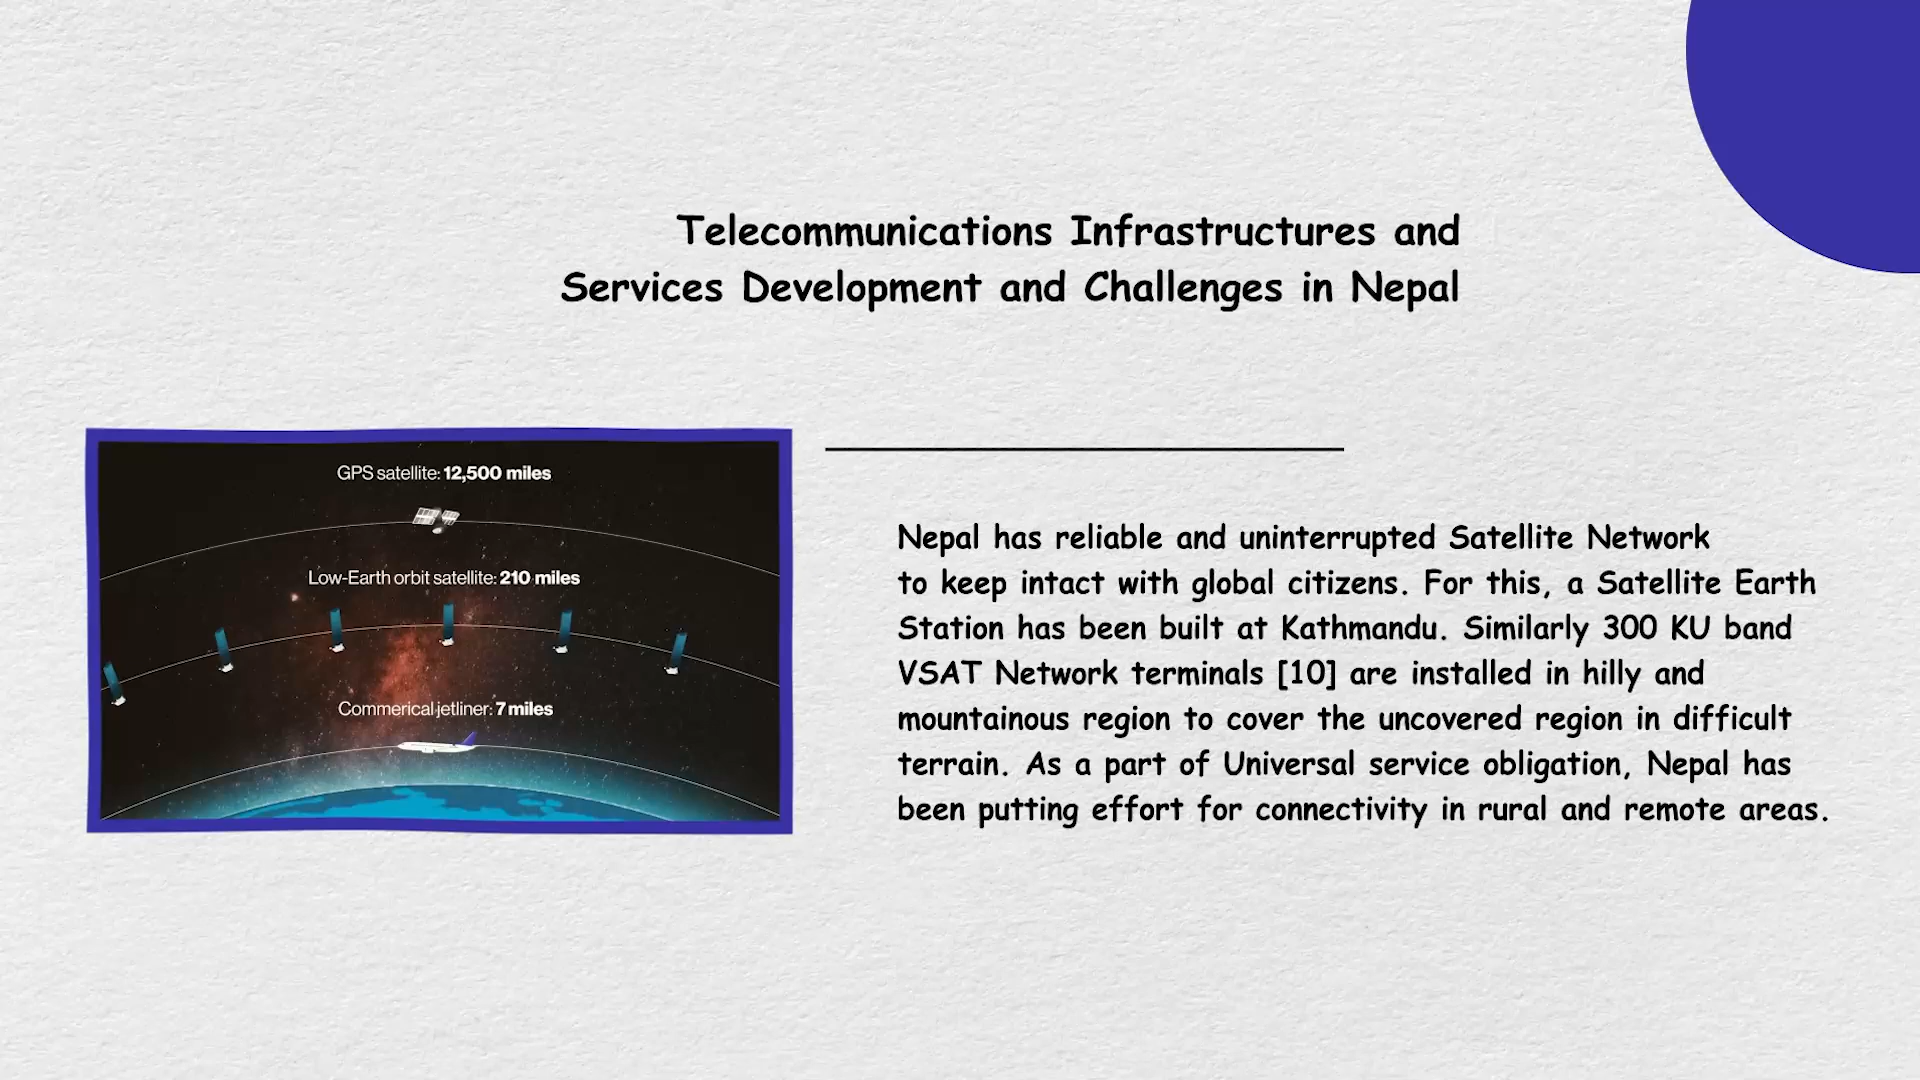 Telecommunications Infrastructures and
Services Development and Challenges in Nepal
GPS satellite: 12,500 miles
Low-Earth orbit satellite: 210 miles
Commerical jetliner: 7 miles
Nepal has reliable and uninterrupted Satellite Network
to keep intact with global citizens. For this, a Satellite Earth
Station has been built at Kathmandu. Similarly 300 KU band
VSAT Network terminals [10] are installed in hilly and
mountainous region to cover the uncovered region in difficult
terrain. As a part of Universal service obligation, Nepal has
been putting effort for connectivity in rural and remote areas.